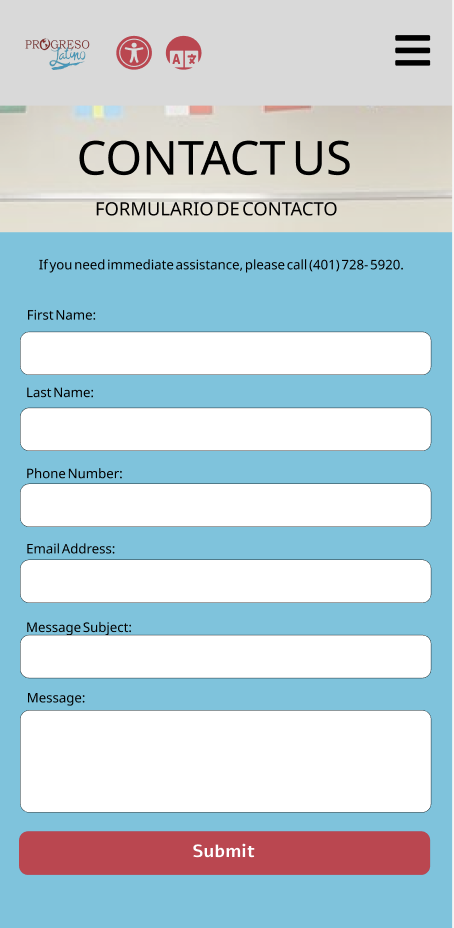 PROGRESO
Latino
A 文
CONTACT US
FORMULARIO DE CONTACTO
If you need immediate assistance, please call (401) 728- 5920.
First Name:
Last Name:
Phone Number:
Email Address:
Message Subject:
Message:
Submit